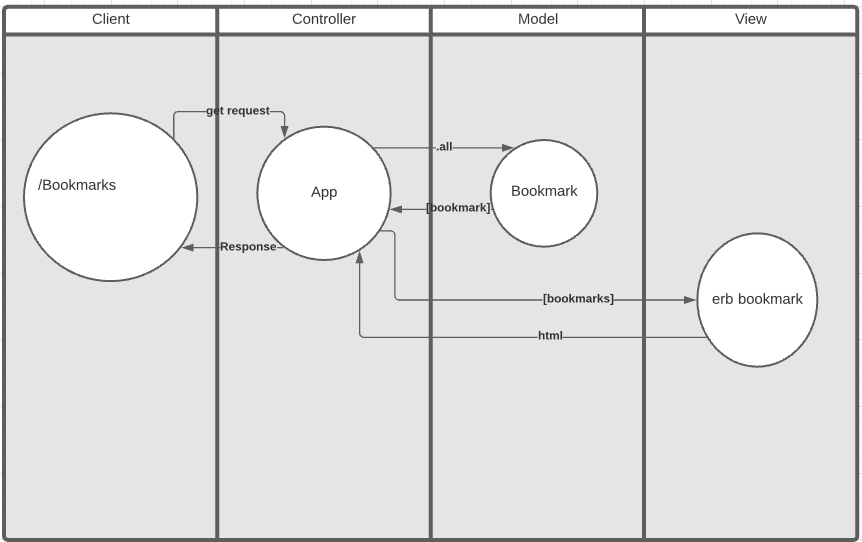 Client
Controller
Model
View
get request
.all
/Bookmarks
App
Bookmark
[bookmark]
Response
[bookmarks]
erb bookmark
html